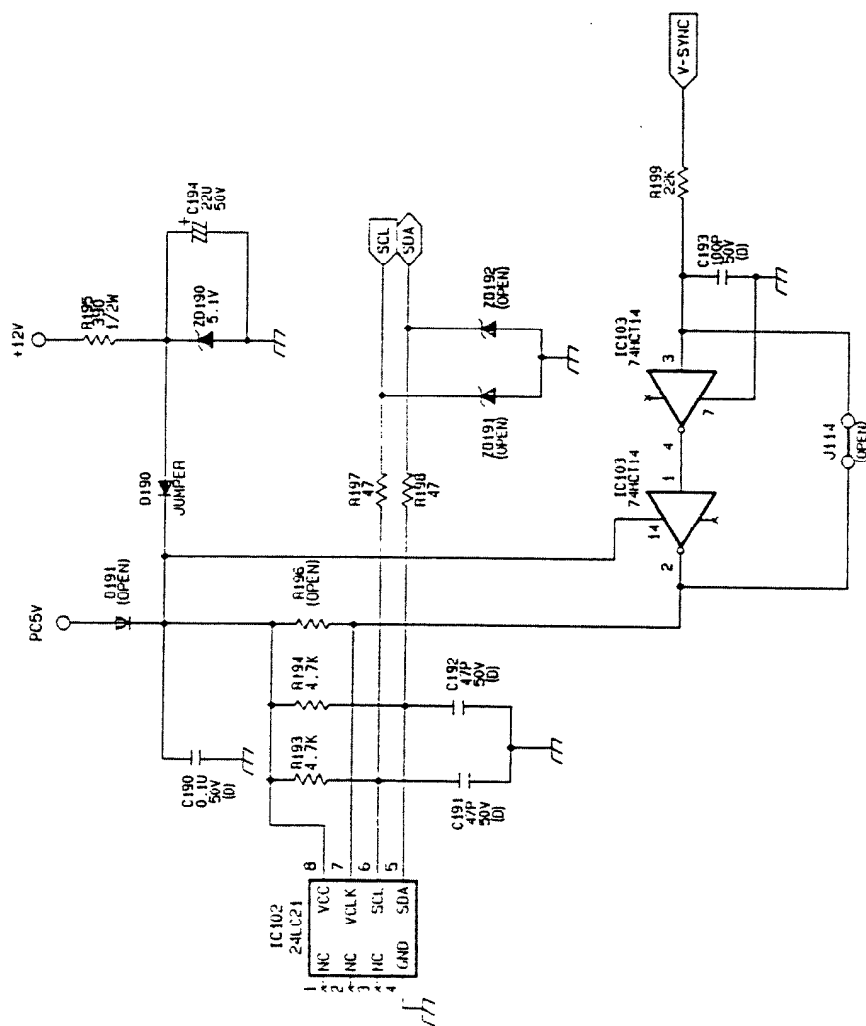 +12V
R195
390
1/2W
C194
22U
50V
+
ZD190
5.1V
D190
JUMPER
PC5V
D191
(OPEN)
C190
0.1U
50V
(D)
R196
(OPEN)
R194
4.7K
R193
4.7K
R197
47
R198
47
SCL
SDA
ZD191
(OPEN)
ZD192
(OPEN)
C192
47P
50V
(D)
C191
47P
50V
(D)
IC102
24LC21
1 NC
2 NC
3 NC
4 GND
VCC 8
VCLK 7
SCL 6
SDA 5
V-SYNC
R199
22K
C193
100P
50V
(D)
IC103
74HCT14
3
7
4
IC103
74HCT14
1
14
2
J114
(OPEN)